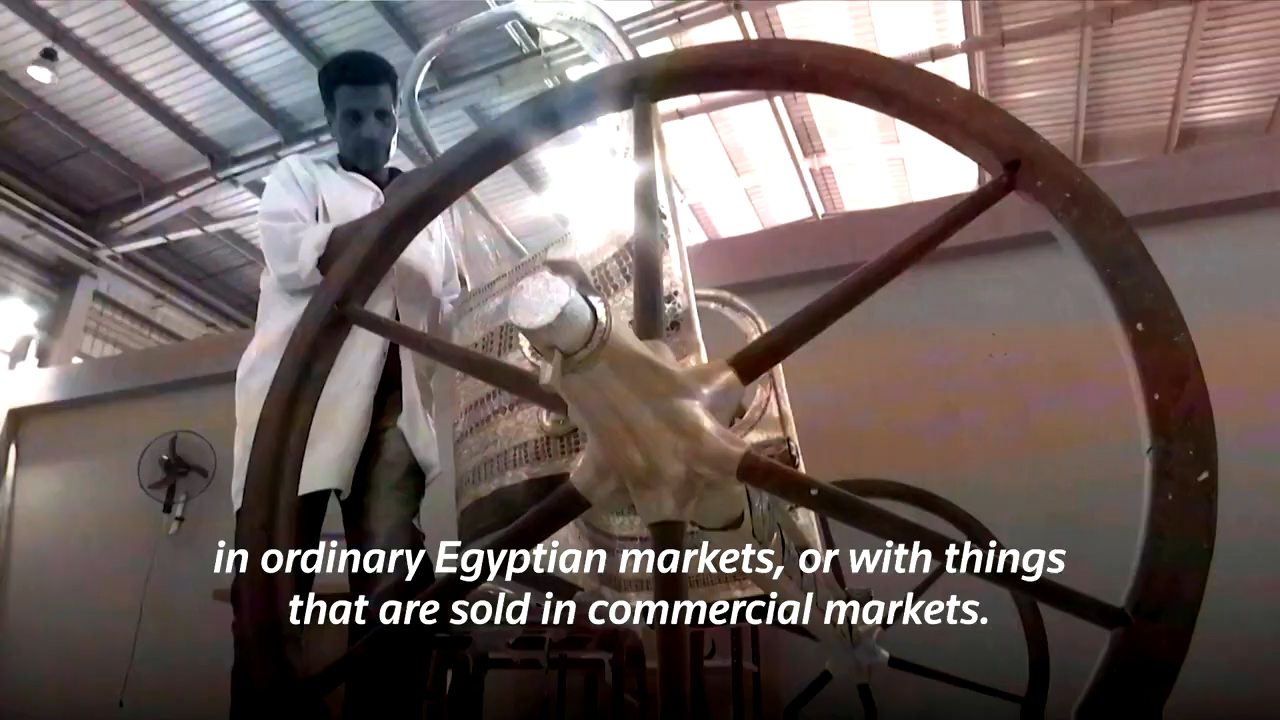 in ordinary Egyptian markets, or with things
that are sold in commercial markets.